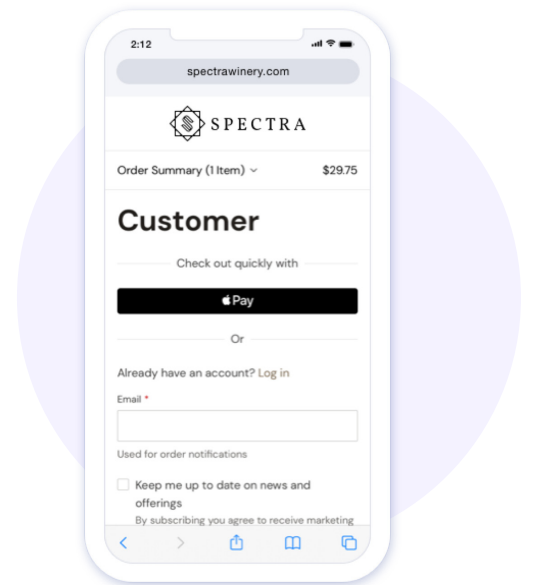 2:12
spectrawinery.com
SPECTRA
Order Summary (1 Item) $29.75
Customer
Check out quickly with
Pay
Or
Already have an account? Log in
Email *
Used for order notifications
Keep me up to date on news and
offerings
By subscribing you agree to receive marketing